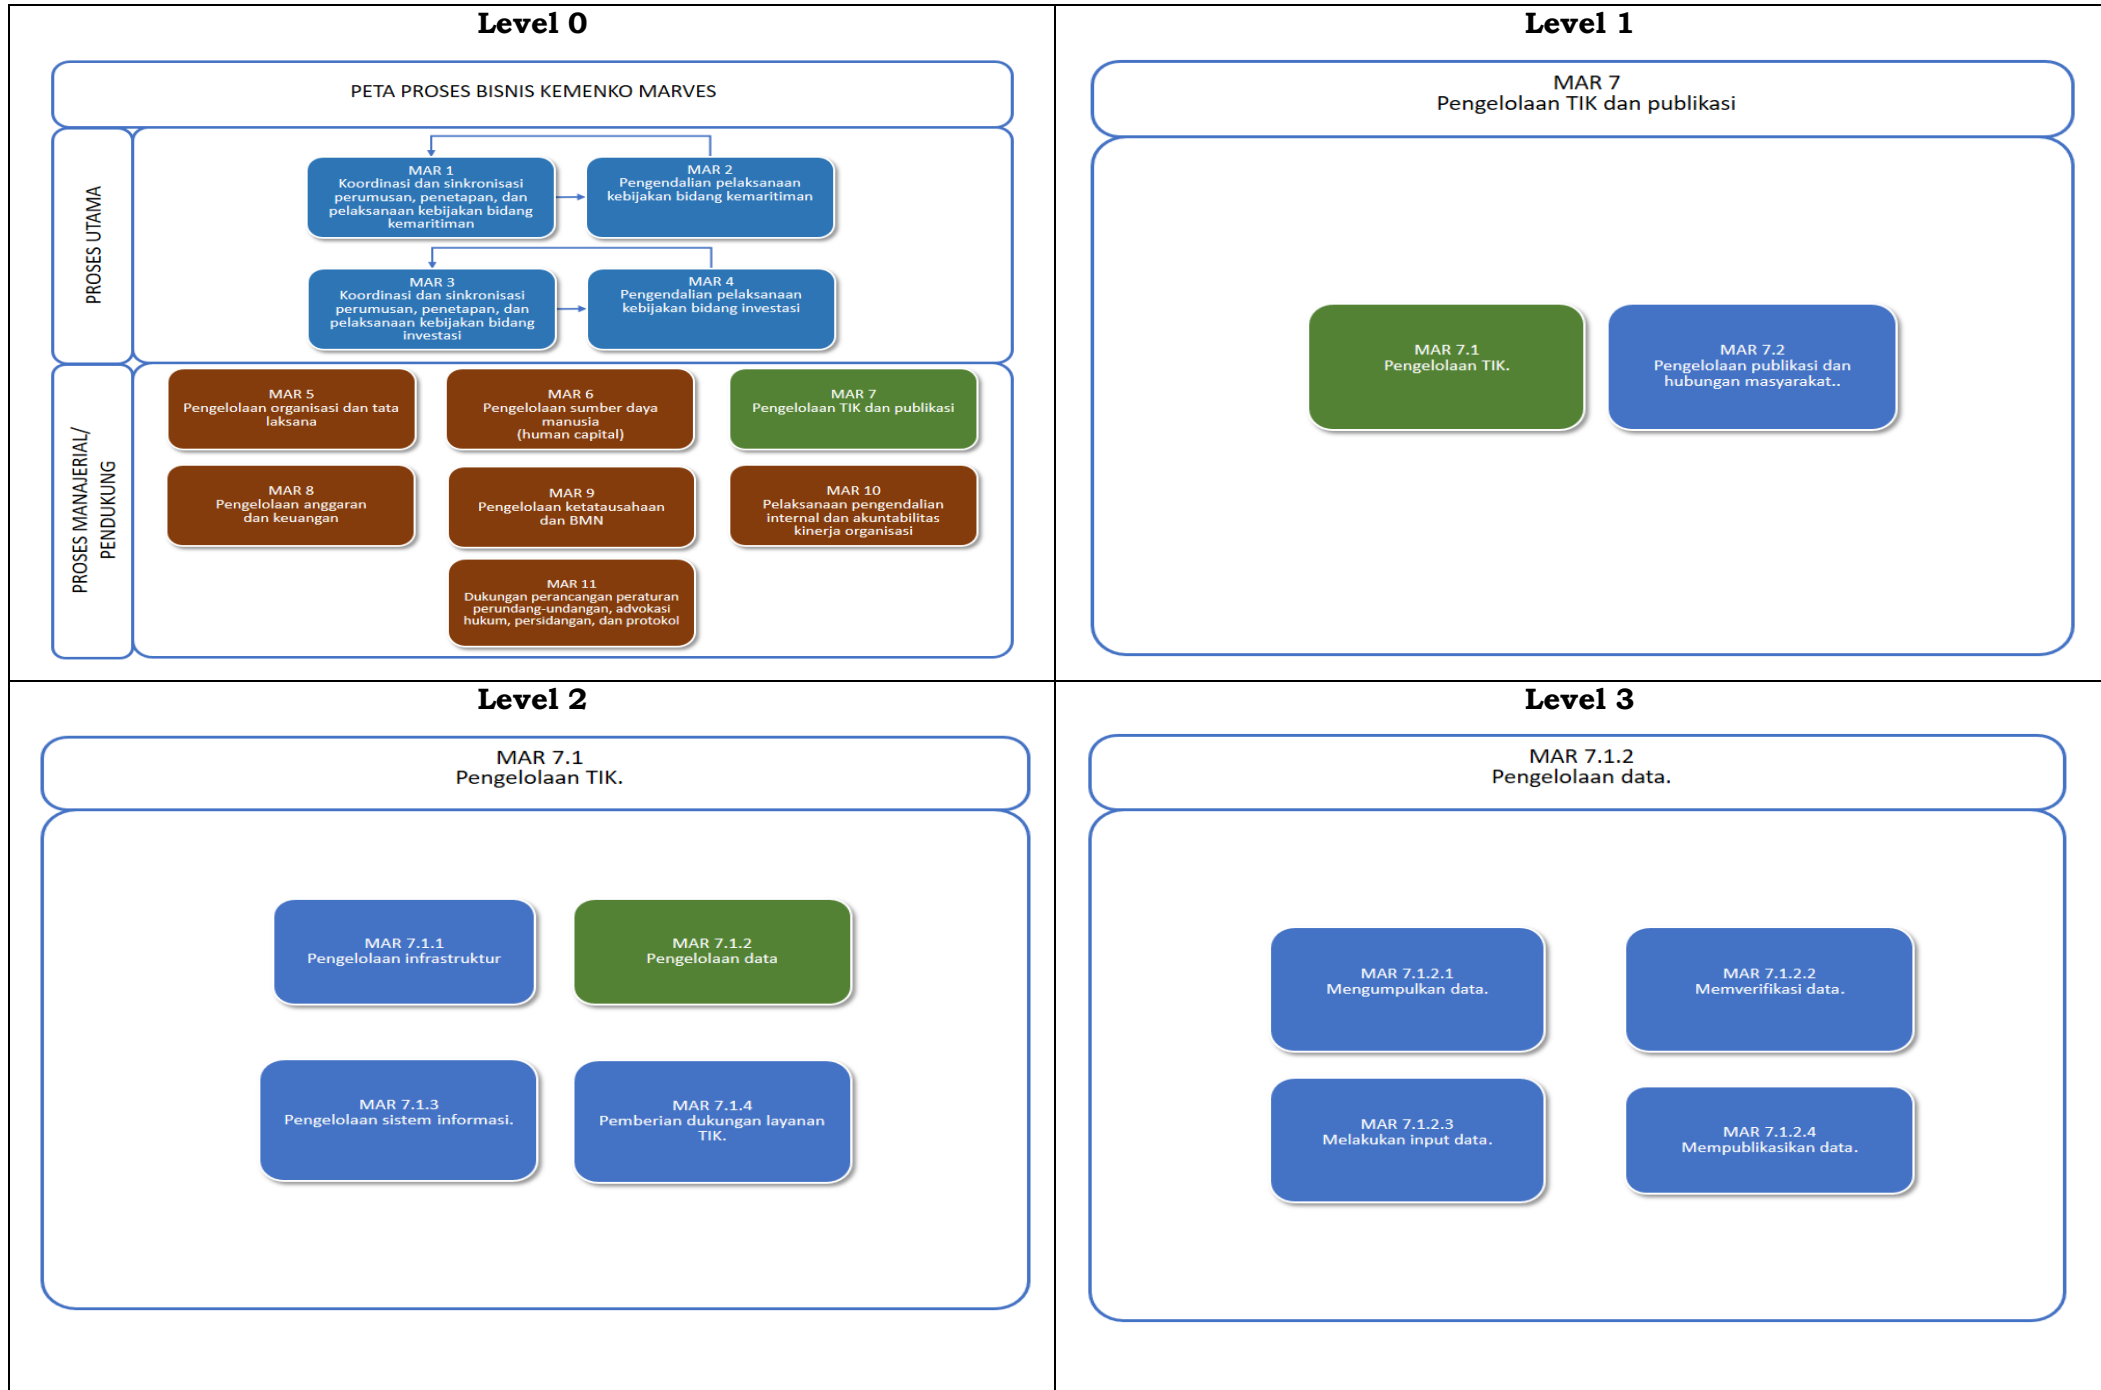 Level 0
PETA PROSES BISNIS KEMENKO MARVES
PROSES UTAMA
MAR 1
Koordinasi dan sinkronisasi
perumusan, penetapan, dan
pelaksanaan kebijakan bidang
kemaritiman
MAR 2
Pengendalian pelaksanaan
kebijakan bidang kemaritiman
MAR 3
Koordinasi dan sinkronisasi
perumusan, penetapan, dan
pelaksanaan kebijakan bidang
investasi
MAR 4
Pengendalian pelaksanaan
kebijakan bidang investasi
PROSES MANAJERIAL/
PENDUKUNG
MAR 5
Pengelolaan organisasi dan tata
laksana
MAR 6
Pengelolaan sumber daya
manusia
(human capital)
MAR 7
Pengelolaan TIK dan publikasi
MAR 8
Pengelolaan anggaran
dan keuangan
MAR 9
Pengelolaan ketatausahaan
dan BMN
MAR 10
Pelaksanaan pengendalian
internal dan akuntabilitas
kinerja organisasi
MAR 11
Dukungan perancangan peraturan
perundang-undangan, advokasi
hukum, persidangan, dan protokol
Level 1
MAR 7
Pengelolaan TIK dan publikasi
MAR 7.1
Pengelolaan TIK.
MAR 7.2
Pengelolaan publikasi dan
hubungan masyarakat..
Level 2
MAR 7.1
Pengelolaan TIK.
MAR 7.1.1
Pengelolaan infrastruktur
MAR 7.1.2
Pengelolaan data
MAR 7.1.3
Pengelolaan sistem informasi.
MAR 7.1.4
Pemberian dukungan layanan
TIK.
Level 3
MAR 7.1.2
Pengelolaan data.
MAR 7.1.2.1
Mengumpulkan data.
MAR 7.1.2.2
Memverifikasi data.
MAR 7.1.2.3
Melakukan input data.
MAR 7.1.2.4
Mempublikasikan data.